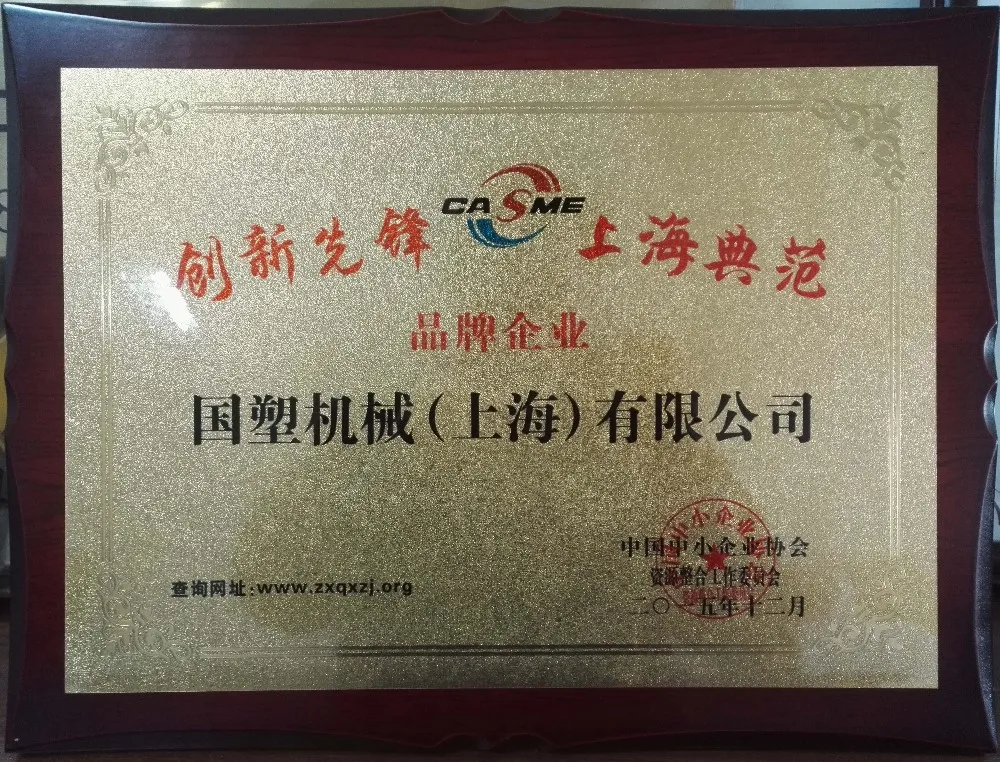 CASME
创新先锋 上海典范
品牌企业
国塑机械(上海)有限公司
中国中小企业协会
资源整合工作委员会
查询网址:www.zxqxzj.org
二〇一五年十二月